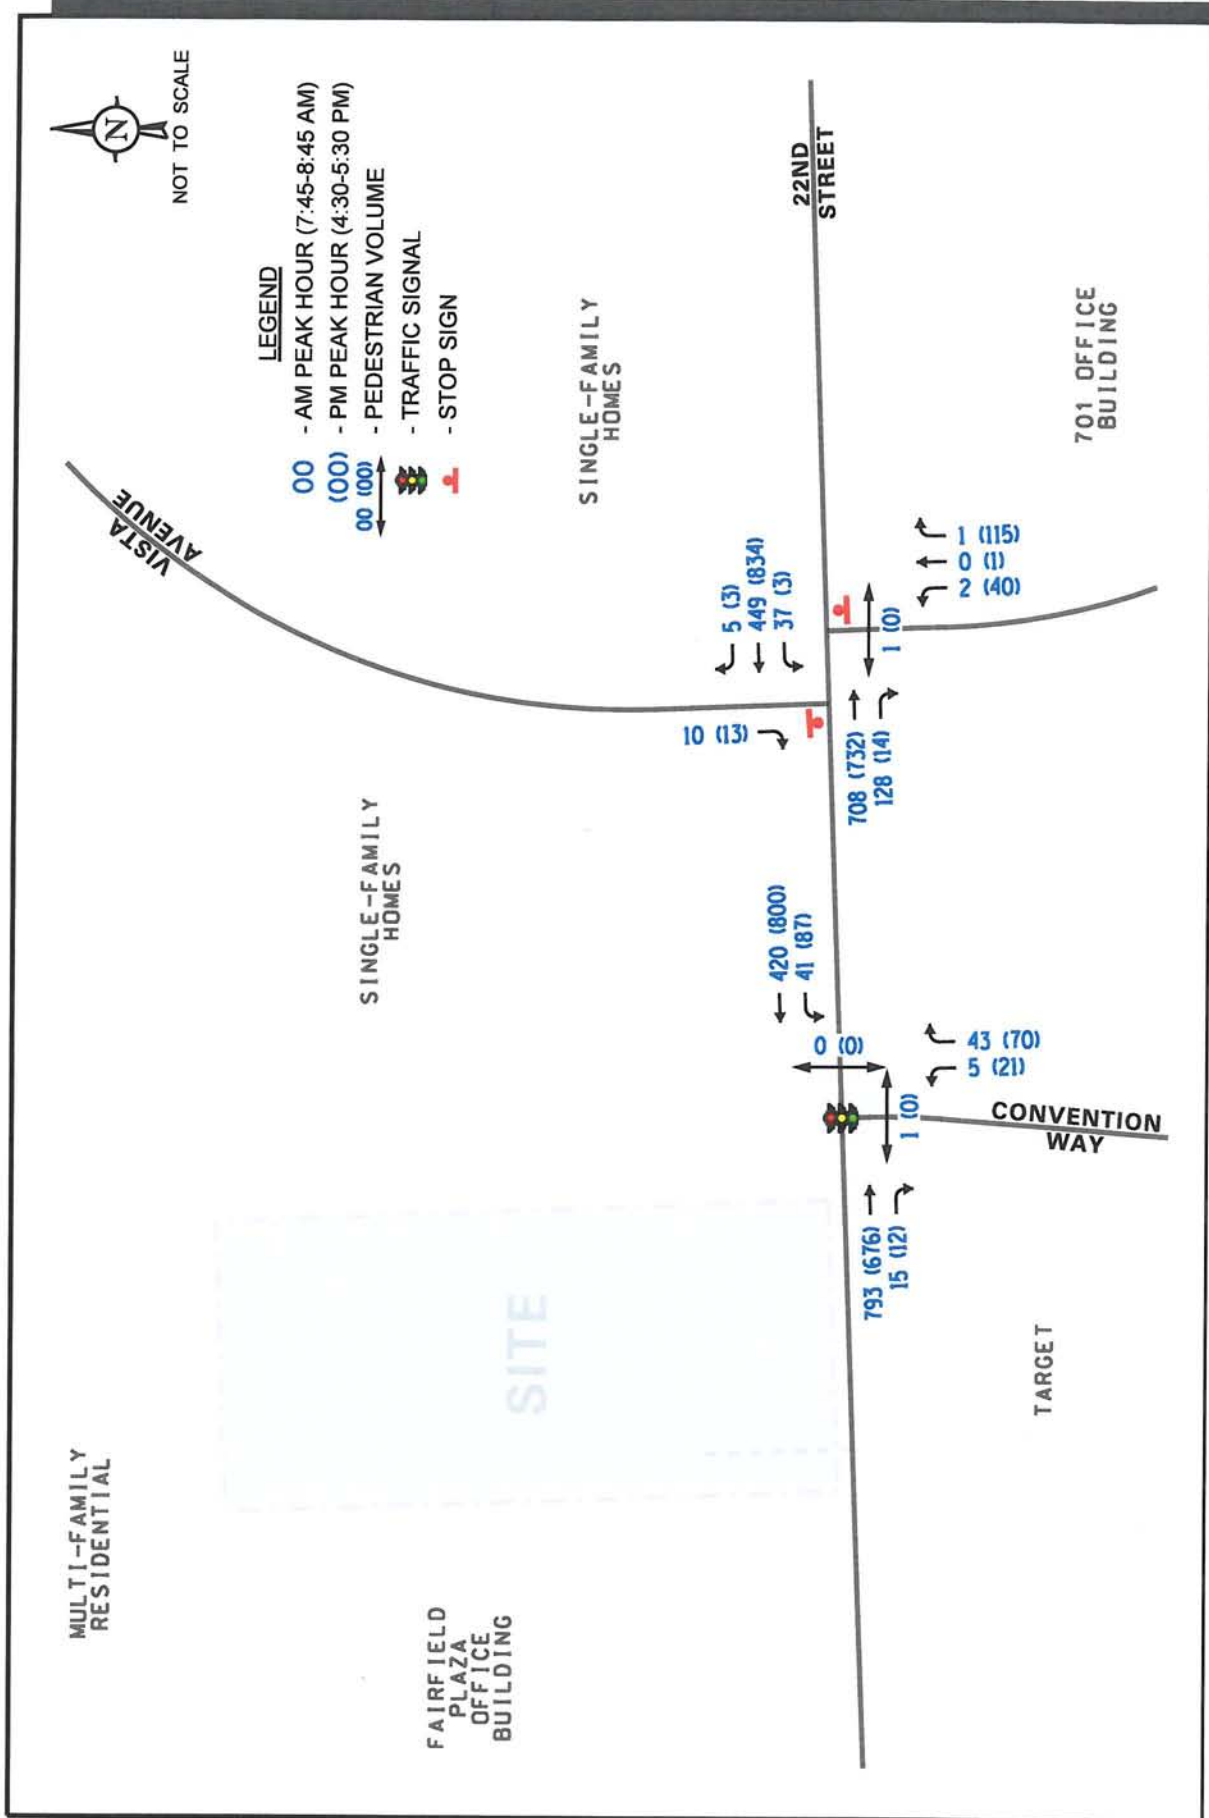 N
NOT TO SCALE
LEGEND
00 - AM PEAK HOUR (7:45-8:45 AM)
(00) - PM PEAK HOUR (4:30-5:30 PM)
00 (00) - PEDESTRIAN VOLUME
- TRAFFIC SIGNAL
- STOP SIGN
VISTA
AVENUE
MULTI-FAMILY
RESIDENTIAL
SINGLE-FAMILY
HOMES
SINGLE-FAMILY
HOMES
FAIRFIELD
PLAZA
OFFICE
BUILDING
SITE
10 (13)
5 (3)
449 (834)
37 (3)
22ND
STREET
420 (800)
41 (87)
0 (0)
793 (676)
15 (12)
1 (0)
43 (70)
5 (21)
CONVENTION
WAY
708 (732)
128 (14)
1 (0)
1 (115)
0 (1)
2 (40)
TARGET
701 OFFICE
BUILDING